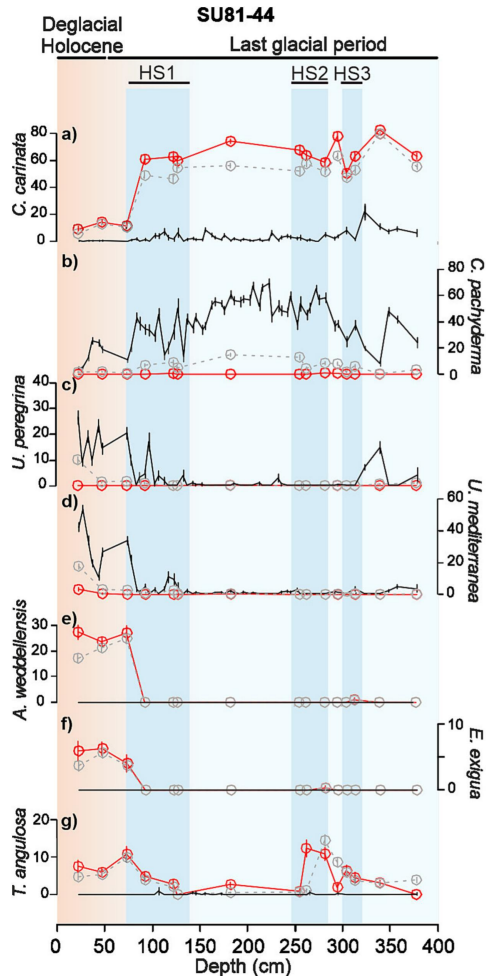 SU81-44
Deglacial
Holocene
Last glacial period
HS1
HS2
HS3
a)
C. carinata
80
60
40
20
0
b)
C. pachyderma
80
60
40
20
0
c)
U. peregrina
40
30
20
10
0
d)
U. mediterranea
60
40
20
0
e)
A. weddellensis
30
20
10
0
f)
E. exigua
10
5
0
g)
T. angulosa
20
10
0
0 50 100 150 200 250 300 350 400
Depth (cm)